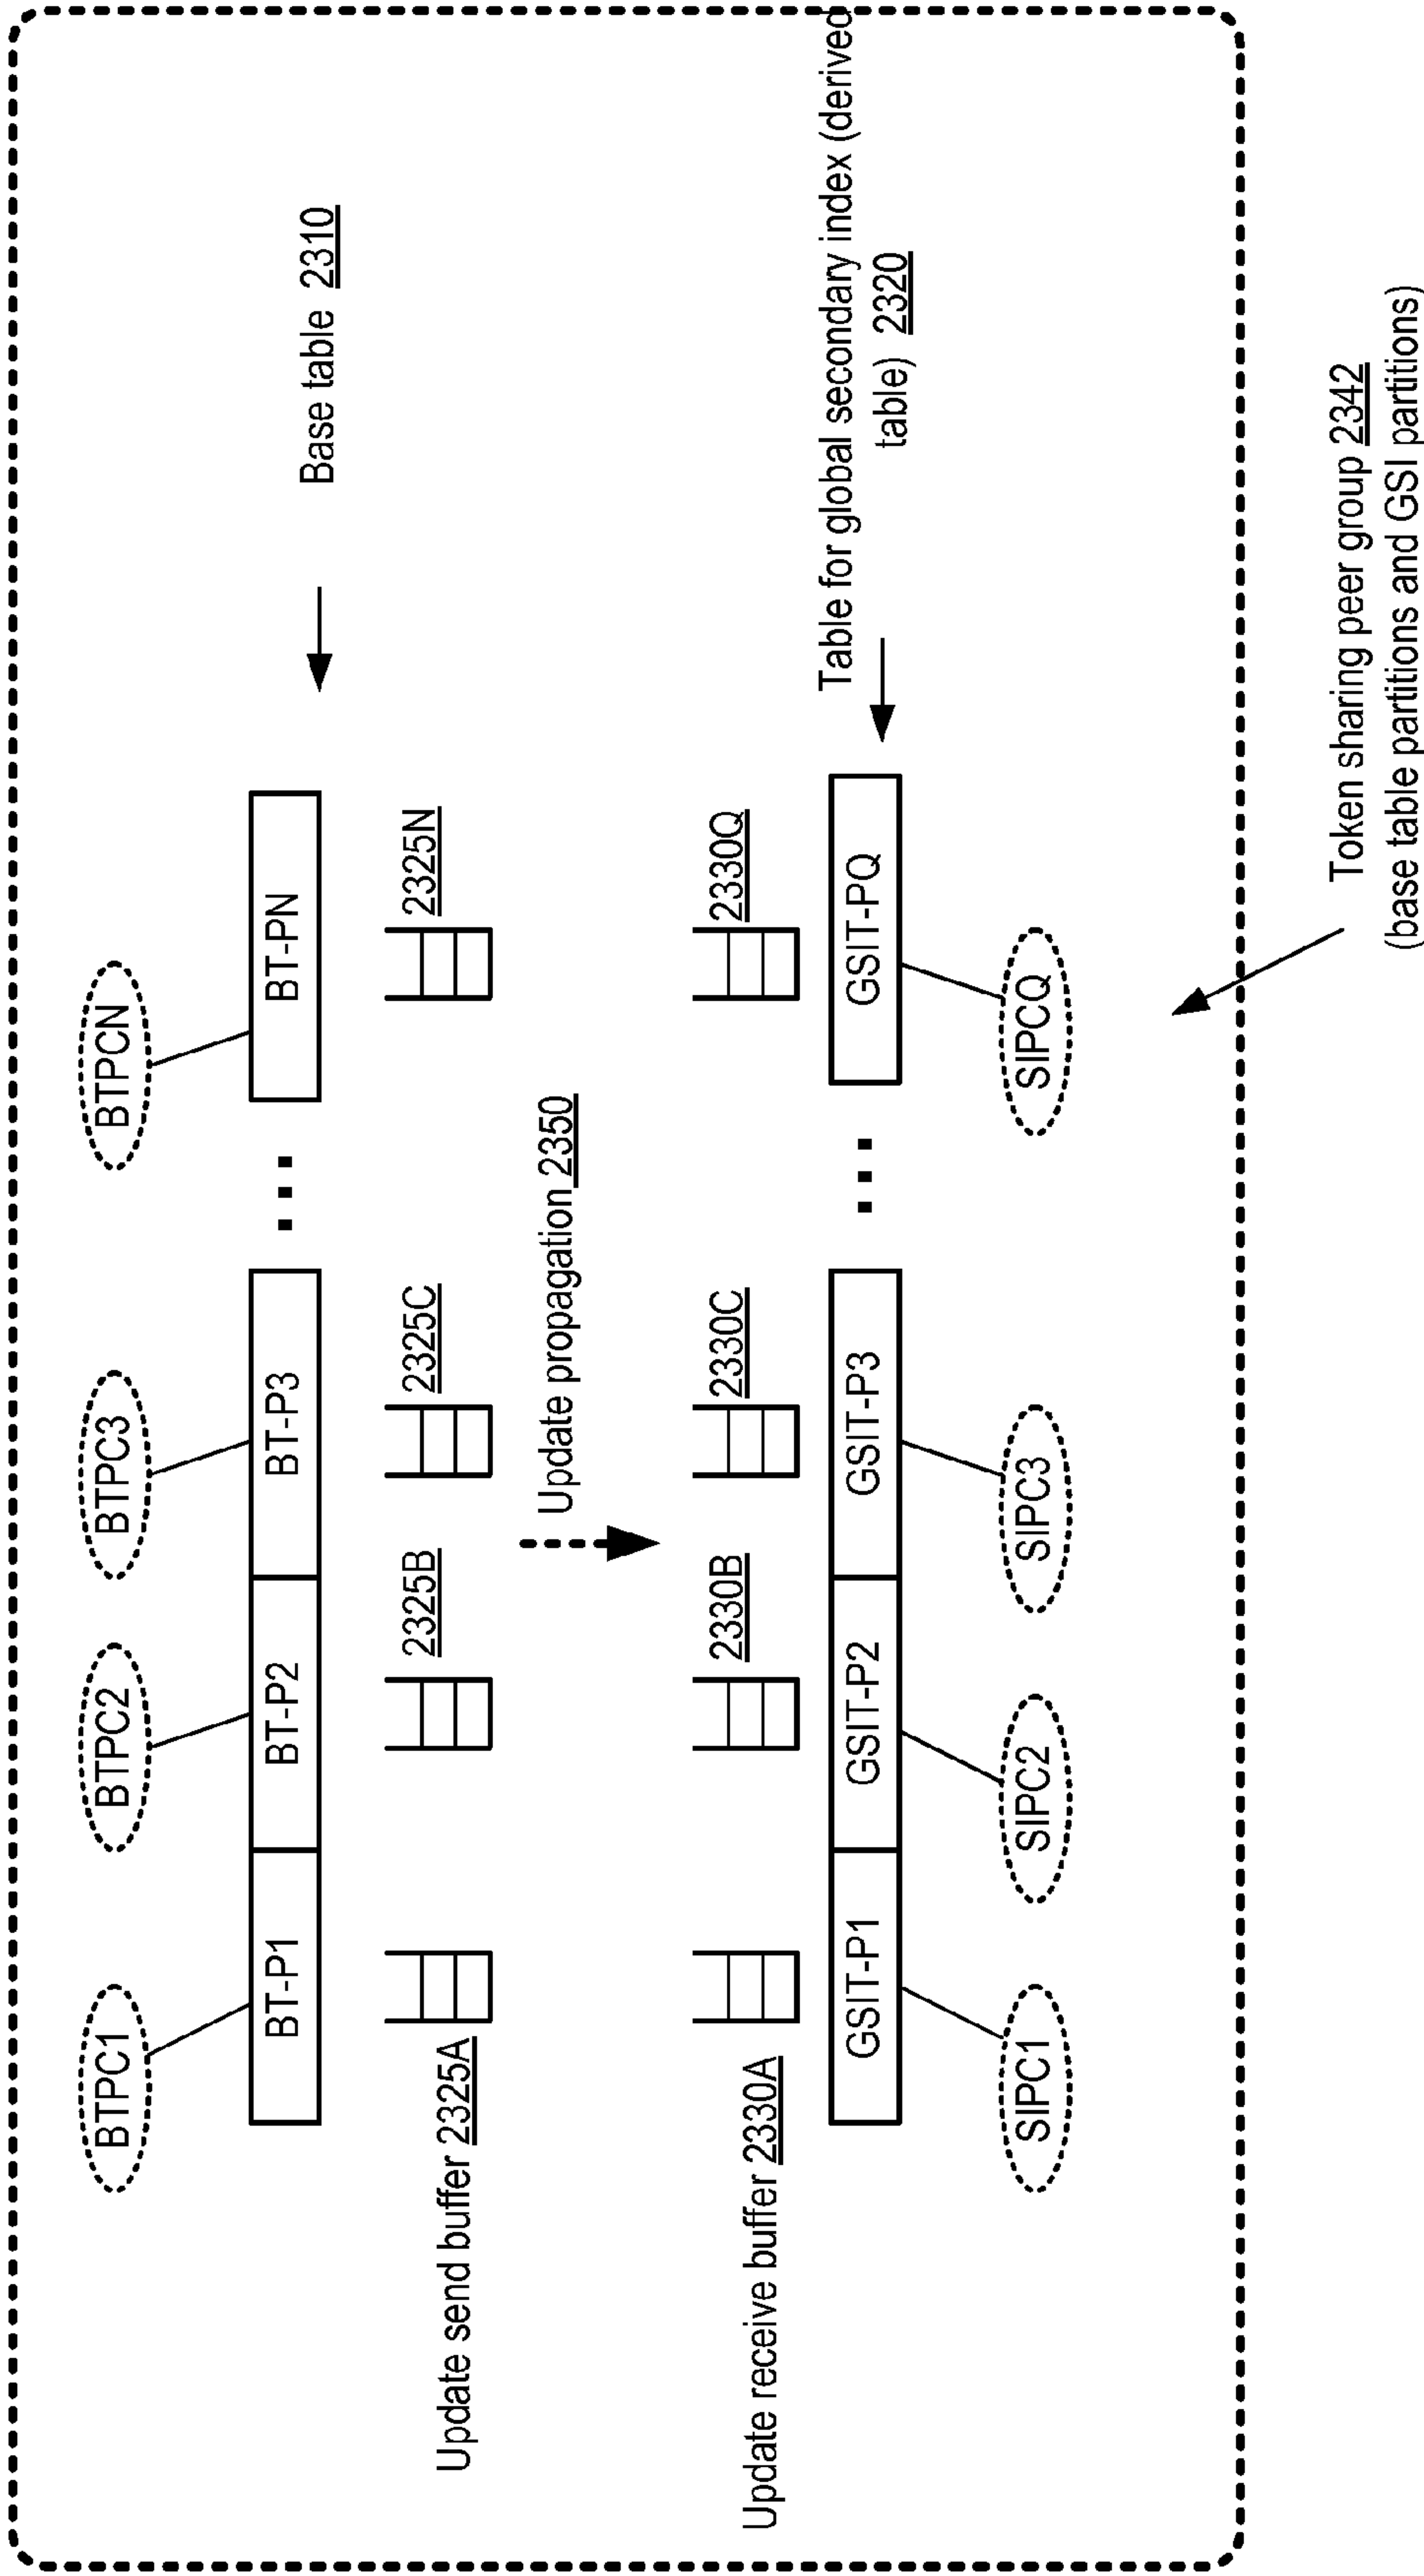 BTPC1
BTPC2
BTPC3
BTPCN
BT-P1
BT-P2
BT-P3
...
BT-PN
Base table 2310
Update send buffer 2325A
2325B
2325C
2325N
Update propagation 2350
Update receive buffer 2330A
2330B
2330C
2330Q
Table for global secondary index (derived
table) 2320
GSIT-P1
GSIT-P2
GSIT-P3
...
GSIT-PQ
SIPC1
SIPC2
SIPC3
SIPCQ
Token sharing peer group 2342
(base table partitions and GSI partitions)